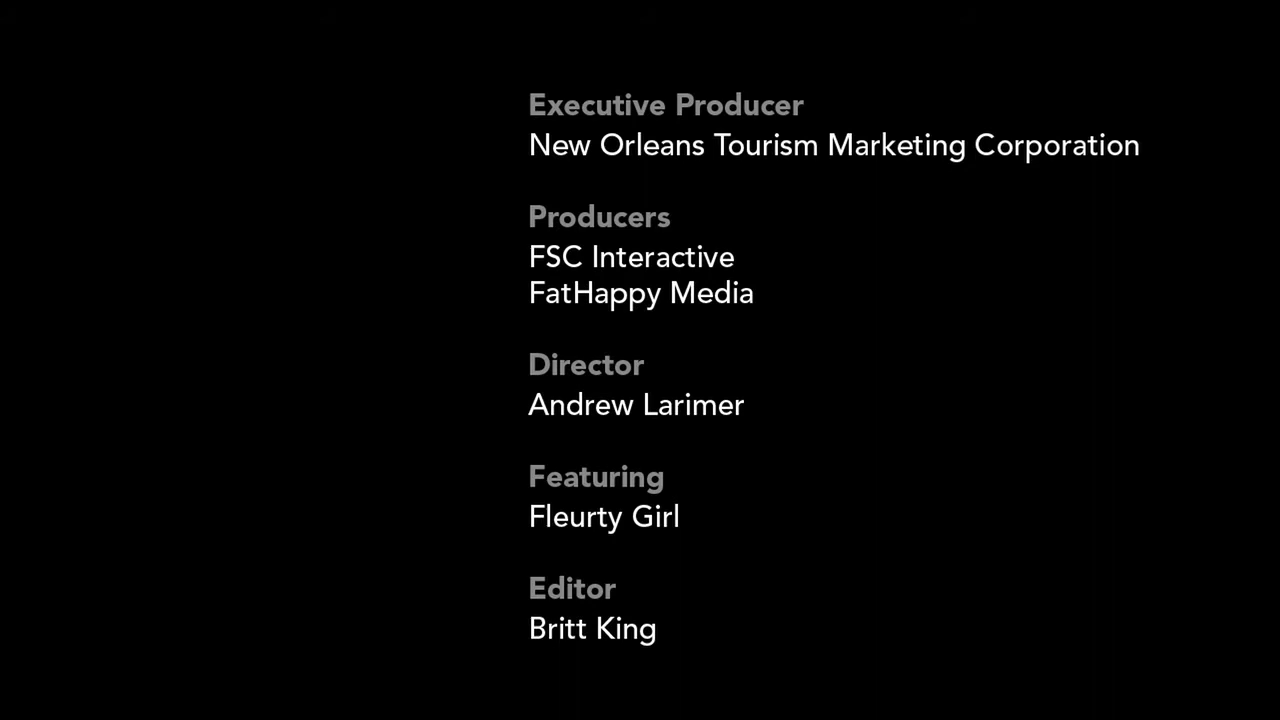 Executive Producer
New Orleans Tourism Marketing Corporation
Producers
FSC Interactive
FatHappy Media
Director
Andrew Larimer
Featuring
Fleurty Girl
Editor
Britt King